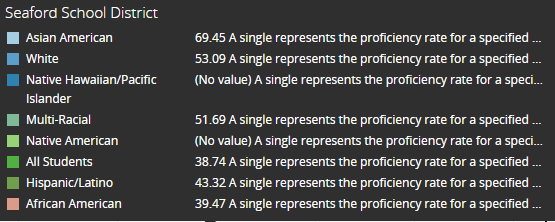 Seaford School District
Asian American 69.45 A single represents the proficiency rate for a specified ...
White 53.09 A single represents the proficiency rate for a specified ...
Native Hawaiian/Pacific (No value) A single represents the proficiency rate for a speci...
Islander
Multi-Racial 51.69 A single represents the proficiency rate for a specified ...
Native American (No value) A single represents the proficiency rate for a speci...
All Students 38.74 A single represents the proficiency rate for a specified ...
Hispanic/Latino 43.32 A single represents the proficiency rate for a specified ...
African American 39.47 A single represents the proficiency rate for a specified ...